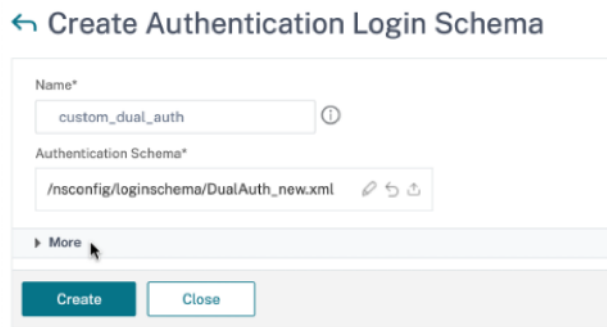 Create Authentication Login Schema
Name*
custom_dual_auth
Authentication Schema*
/nsconfig/loginschema/DualAuth_new.xml
More
Create Close